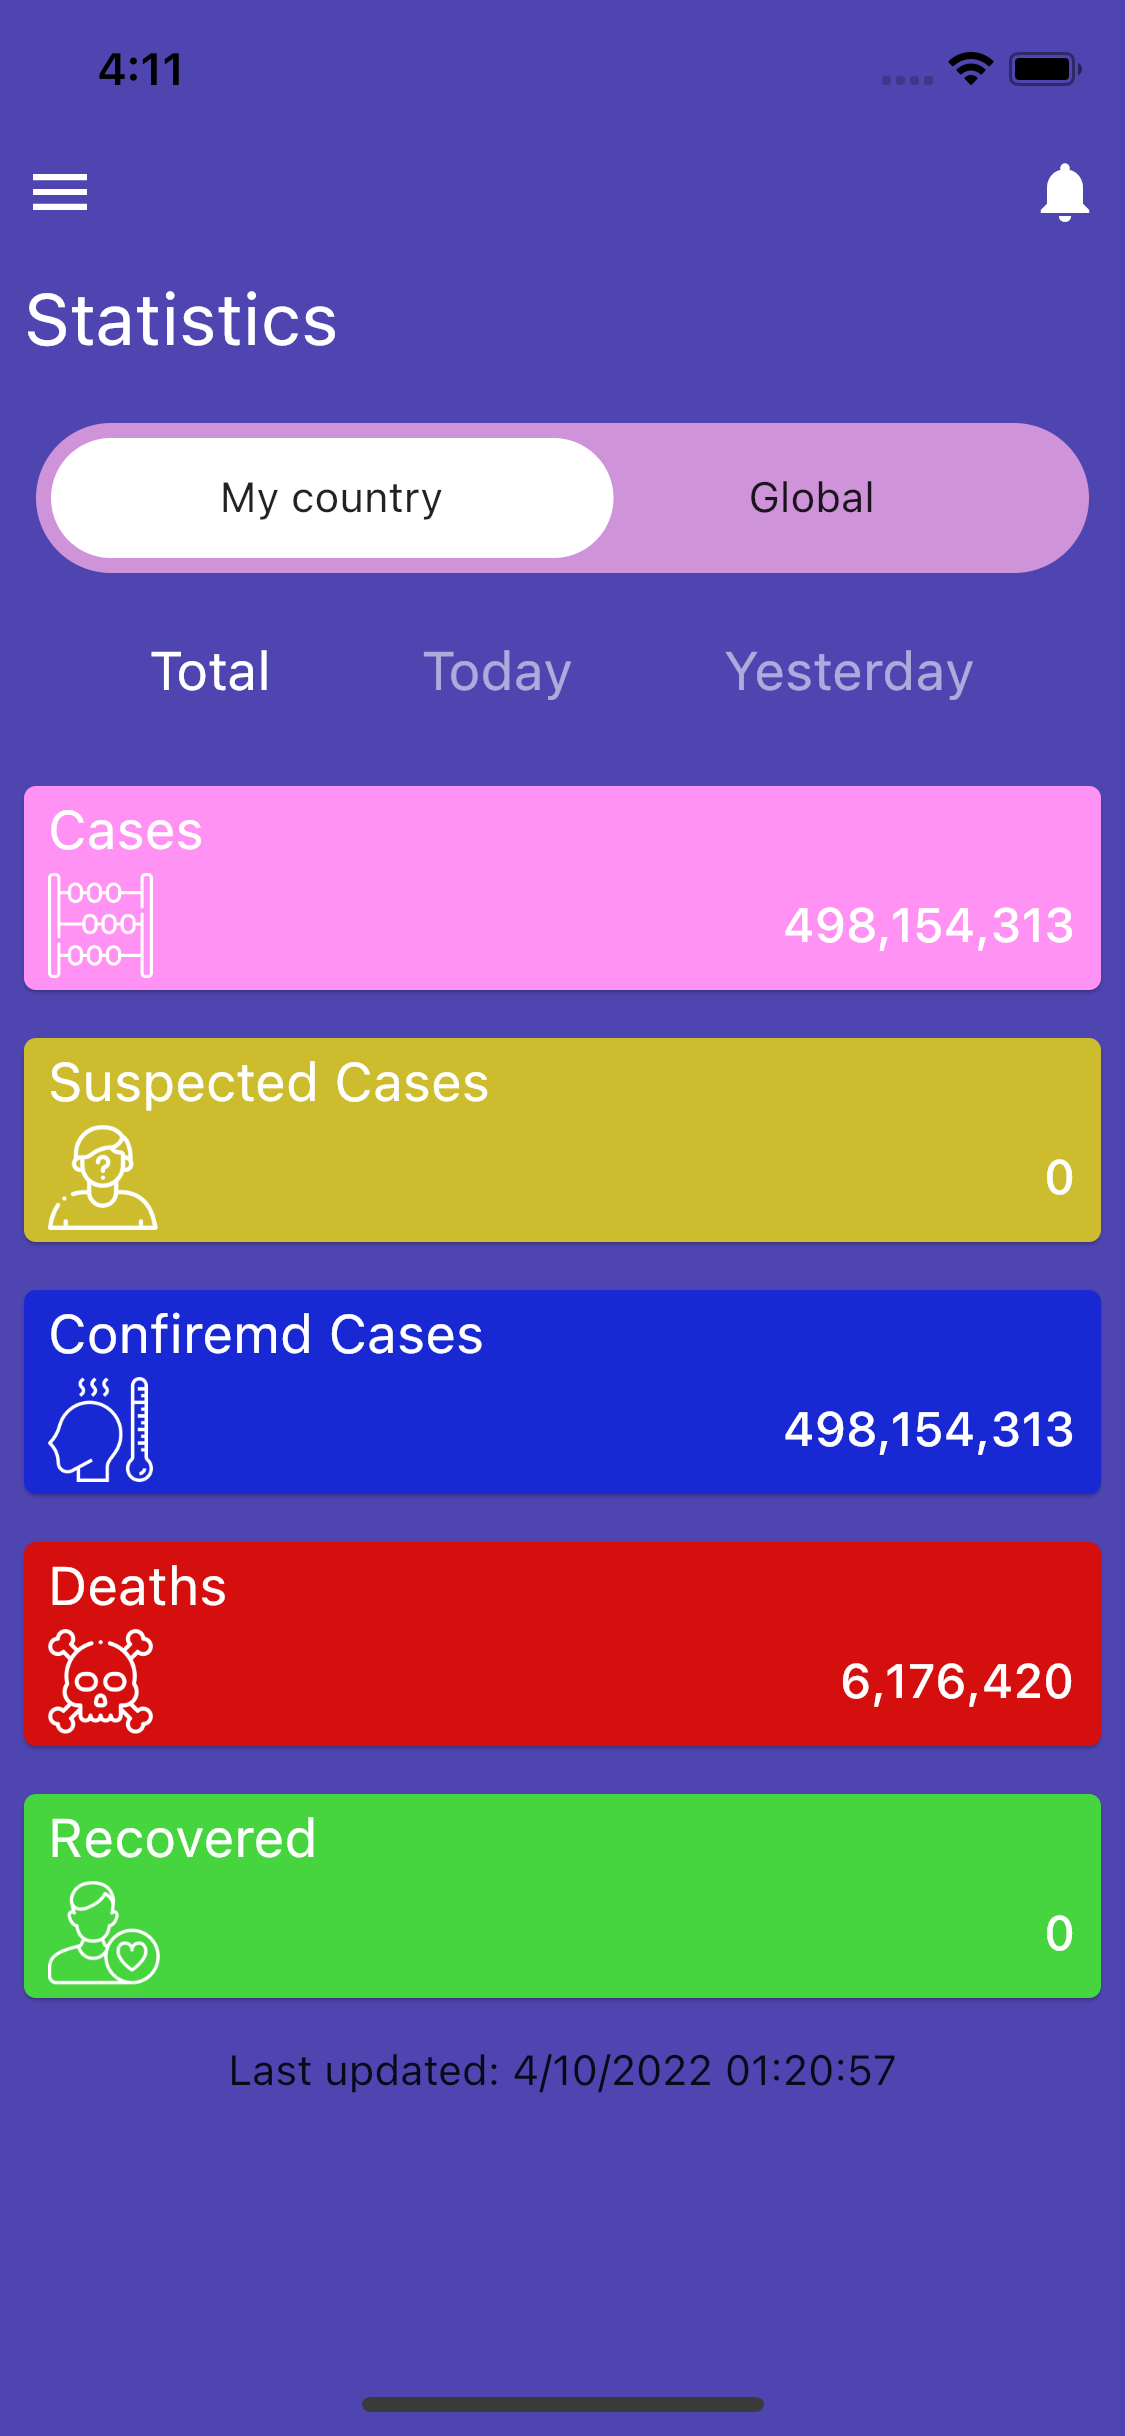 4:11
Statistics
My country Global
Total Today Yesterday
Cases
498,154,313
Suspected Cases
?
0
Confiremd Cases
498,154,313
Deaths
6,176,420
Recovered
0
Last updated: 4/10/2022 01:20:57